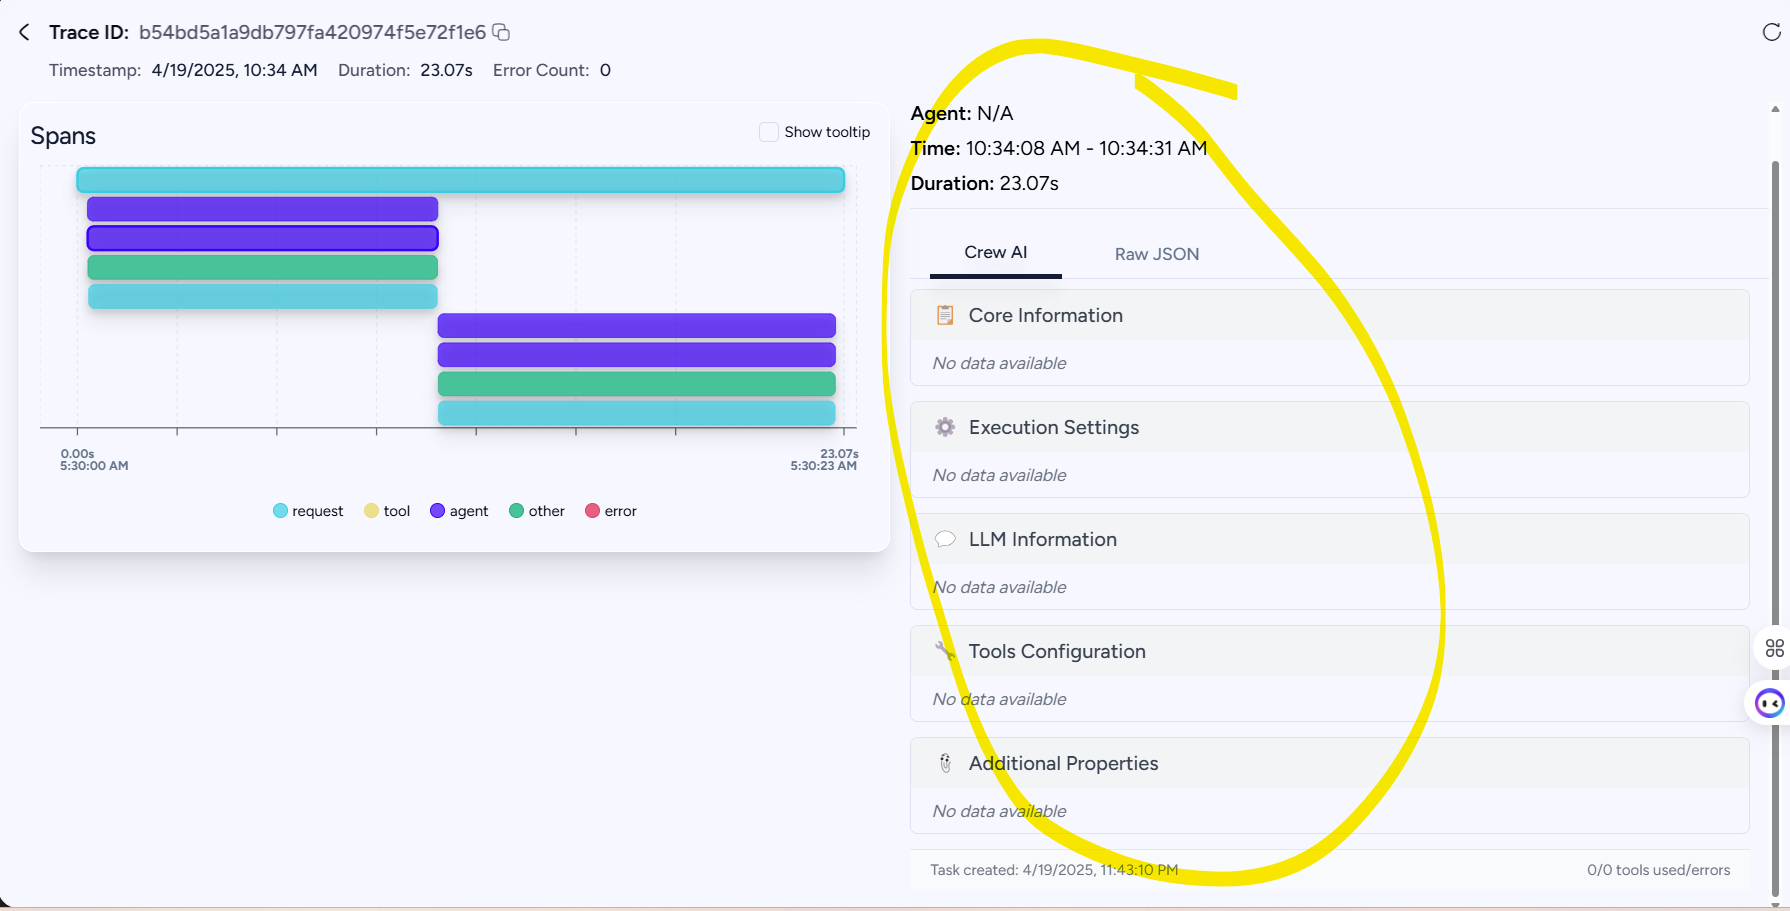 Trace ID: b54bd5a1a9db797fa420974f5e72f1e6
Timestamp: 4/19/2025, 10:34 AM Duration: 23.07s Error Count: 0
Spans
Show tooltip
0.00s
5:30:00 AM
23.07s
5:30:23 AM
request tool agent other error
Agent: N/A
Time: 10:34:08 AM - 10:34:31 AM
Duration: 23.07s
Crew AI Raw JSON
Core Information
No data available
Execution Settings
No data available
LLM Information
No data available
Tools Configuration
No data available
Additional Properties
No data available
Task created: 4/19/2025, 11:43:10 PM 0/0 tools used/errors